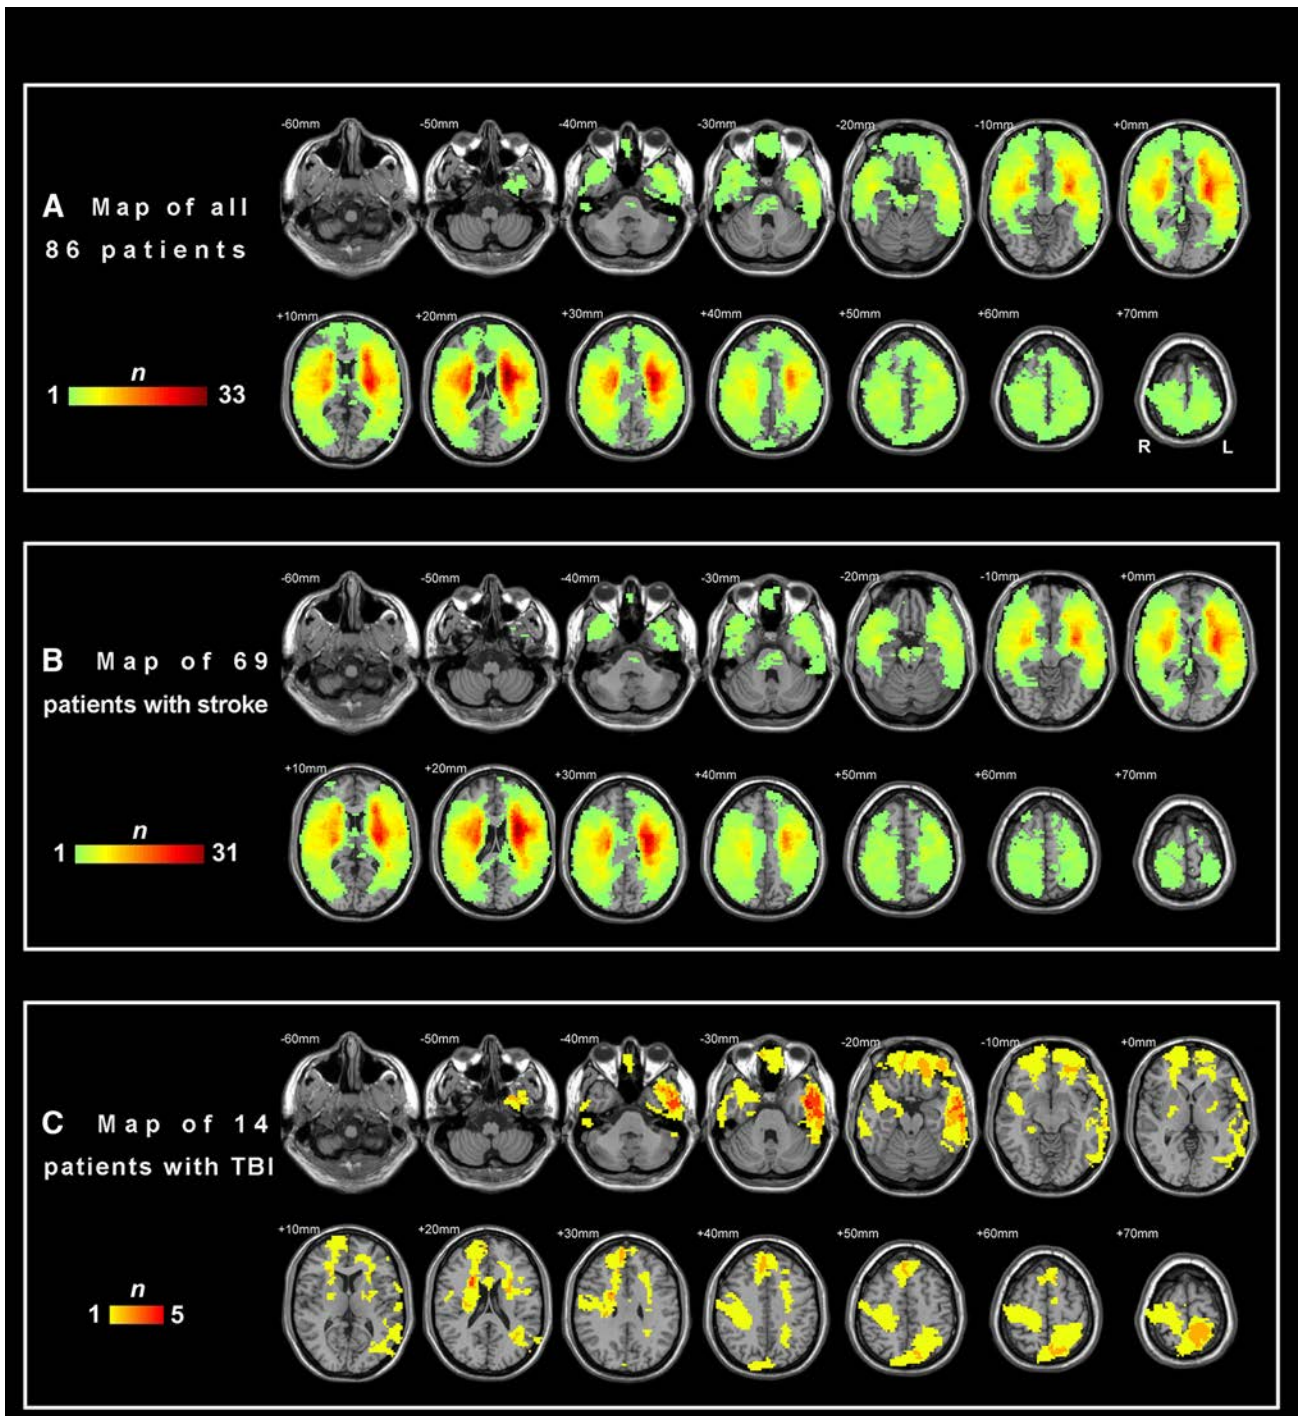 -60mm -50mm -40mm -30mm -20mm -10mm +0mm
A Map of all
86 patients
+10mm +20mm +30mm +40mm +50mm +60mm +70mm
n
1 33
R L
-60mm -50mm -40mm -30mm -20mm -10mm +0mm
B Map of 69
patients with stroke
+10mm +20mm +30mm +40mm +50mm +60mm +70mm
n
1 31
-60mm -50mm -40mm -30mm -20mm -10mm +0mm
C Map of 14
patients with TBI
+10mm +20mm +30mm +40mm +50mm +60mm +70mm
n
1 5